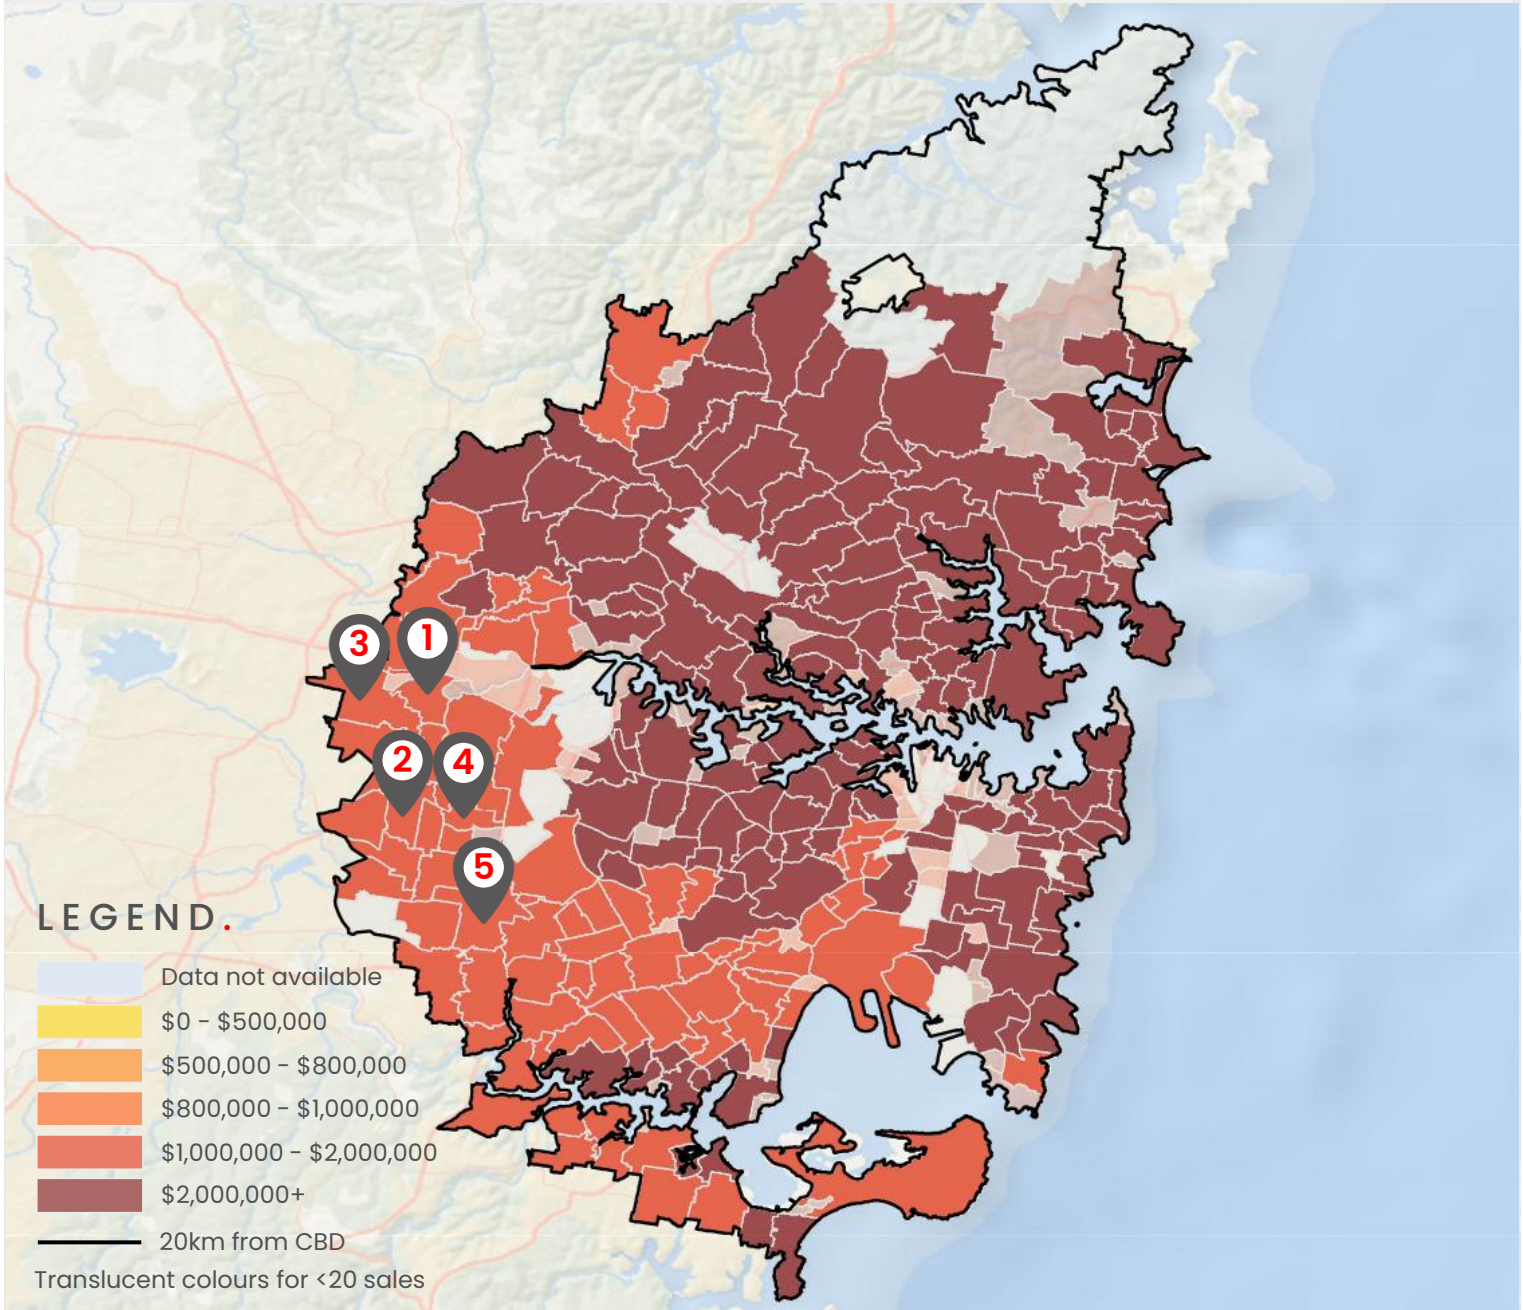 3
1
2
4
5
LEGEND.
Data not available
$0 - $500,000
$500,000 - $800,000
$800,000 - $1,000,000
$1,000,000 - $2,000,000
$2,000,000+
20km from CBD
Translucent colours for <20 sales